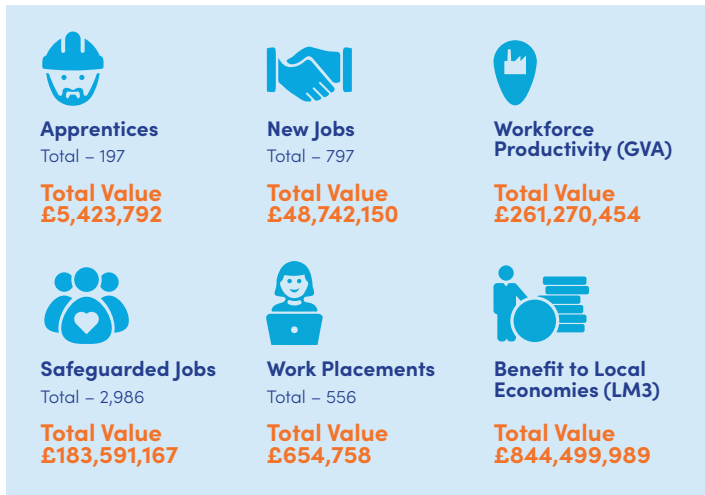 Apprentices
Total – 197
Total Value
£5,423,792
New Jobs
Total – 797
Total Value
£48,742,150
Workforce
Productivity (GVA)
Total Value
£261,270,454
Safeguarded Jobs
Total – 2,986
Total Value
£183,591,167
Work Placements
Total – 556
Total Value
£654,758
Benefit to Local
Economies (LM3)
Total Value
£844,499,989